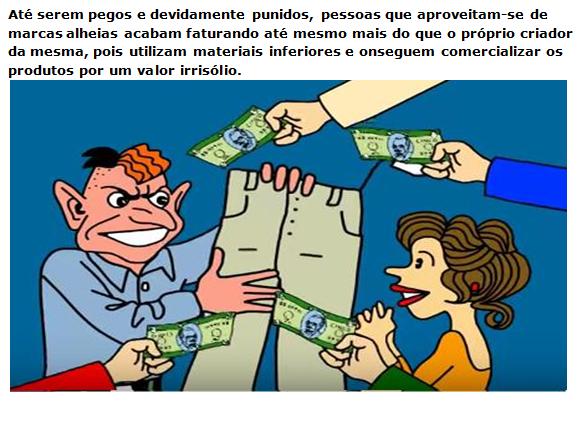 Até serem pegos e devidamente punidos, pessoas que aproveitam-se de
marcas alheias acabam faturando até mesmo mais do que o próprio criador
da mesma, pois utilizam materiais inferiores e onseguem comercializar os
produtos por um valor irrisólio.